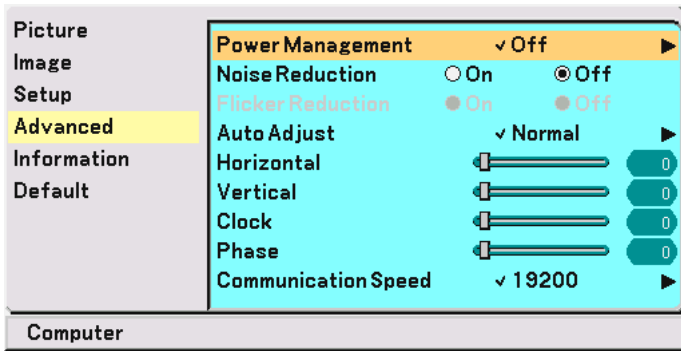 Picture
Image
Setup
Advanced
Information
Default
Power Management ✓ Off ▶
Noise Reduction On Off
Flicker Reduction On Off
Auto Adjust ✓ Normal ▶
Horizontal 0
Vertical 0
Clock 0
Phase 0
Communication Speed ✓ 19200 ▶
Computer